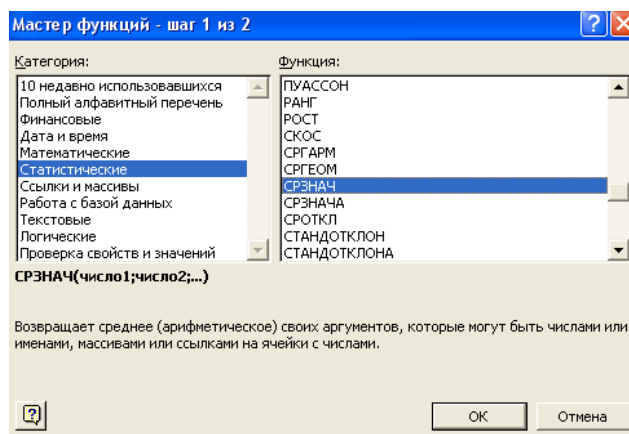 Мастер функций - шаг 1 из 2
Категория:
10 недавно использовавшихся
Полный алфавитный перечень
Финансовые
Дата и время
Математические
Статистические
Ссылки и массивы
Работа с базой данных
Текстовые
Логические
Проверка свойств и значений
Функция:
ПУАССОН
РАНГ
РОСТ
СКОС
СРГАРМ
СРГЕОМ
СРЗНАЧ
СРЗНАЧА
СРОТКЛ
СТАНДОТКЛОН
СТАНДОТКЛОНА
СРЗНАЧ(число1;число2;...)
Возвращает среднее (арифметическое) своих аргументов, которые могут быть числами или
именами, массивами или ссылками на ячейки с числами.
ОК
Отмена